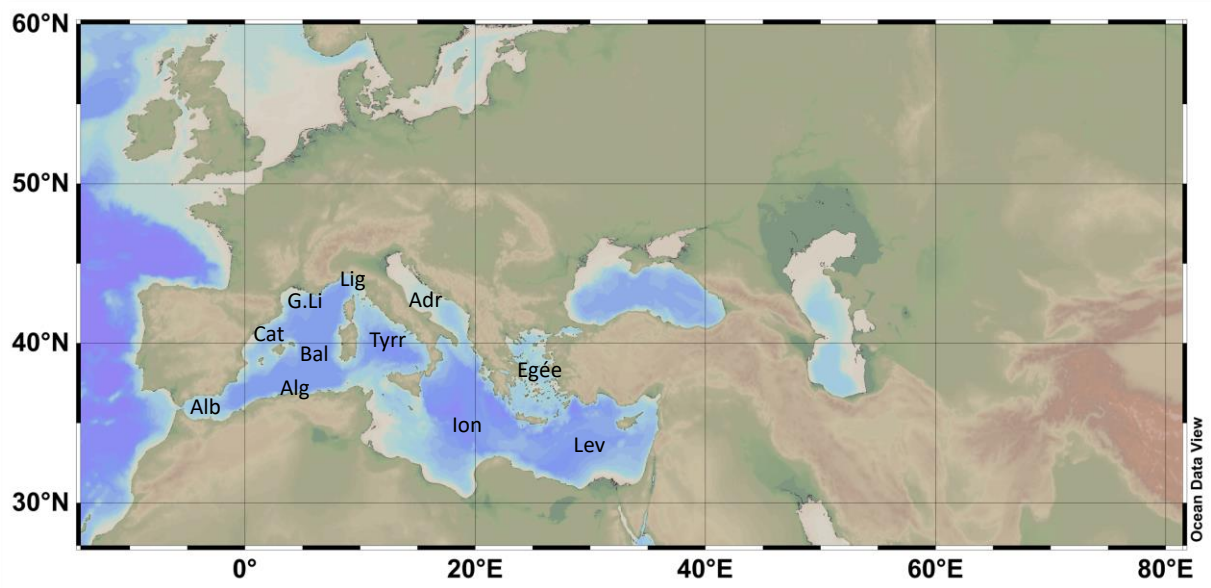 60°N
50°N
40°N
30°N
Lig
G.Li
Adr
Cat
Tyrr
Bal
Egée
Alg
Alb
Ion
Lev
0°
20°E
40°E
60°E
80°E
Ocean Data View